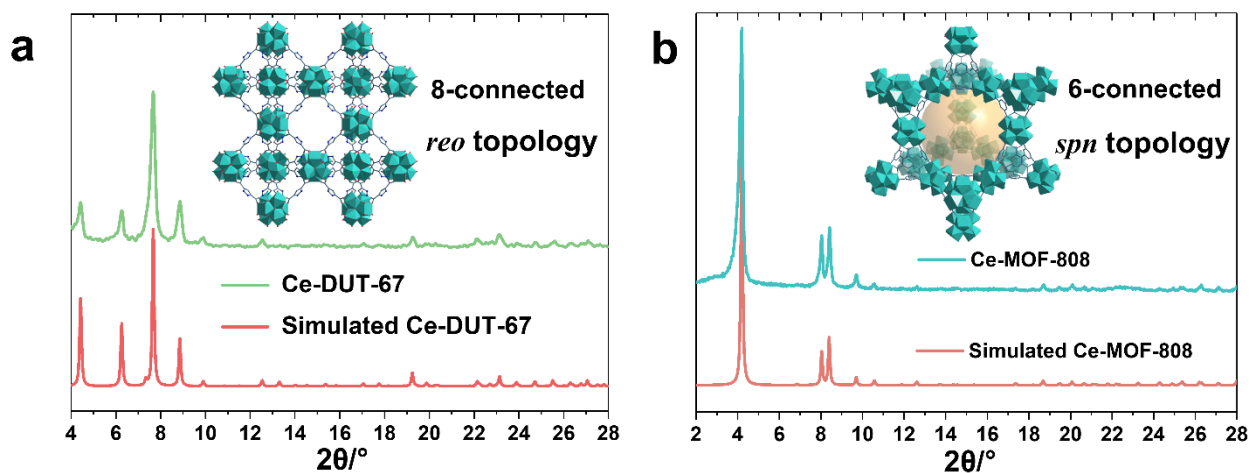 a
8-connected
reo topology
Ce-DUT-67
Simulated Ce-DUT-67
4 6 8 10 12 14 16 18 20 22 24 26 28
2θ/°
b
6-connected
spn topology
Ce-MOF-808
Simulated Ce-MOF-808
2 4 6 8 10 12 14 16 18 20 22 24 26 28
2θ/°